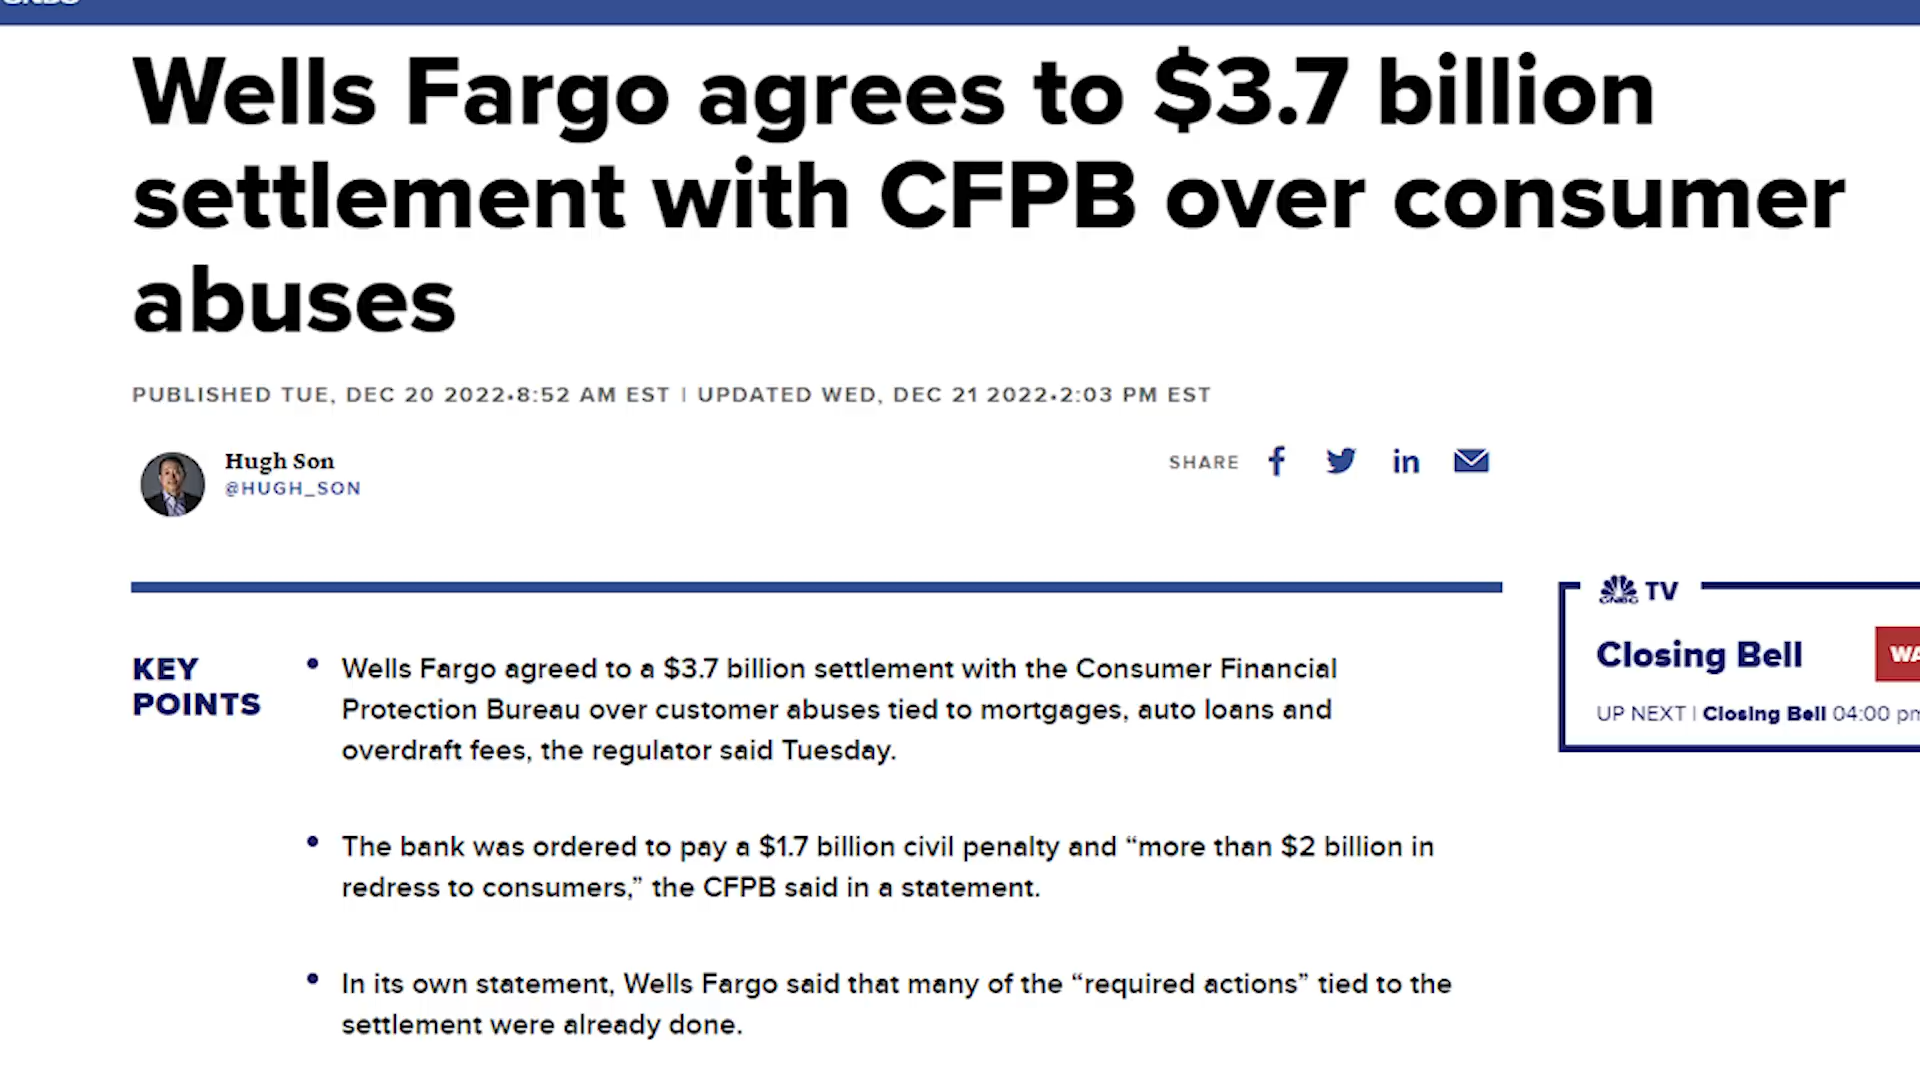 Wells Fargo agrees to $3.7 billion
settlement with CFPB over consumer
abuses
PUBLISHED TUE, DEC 20 2022•8:52 AM EST | UPDATED WED, DEC 21 2022•2:03 PM EST
Hugh Son
@HUGH_SON
SHARE
KEY
POINTS
• Wells Fargo agreed to a $3.7 billion settlement with the Consumer Financial
Protection Bureau over customer abuses tied to mortgages, auto loans and
overdraft fees, the regulator said Tuesday.
• The bank was ordered to pay a $1.7 billion civil penalty and “more than $2 billion in
redress to consumers,” the CFPB said in a statement.
• In its own statement, Wells Fargo said that many of the “required actions” tied to the
settlement were already done.
CNBC TV
Closing Bell
WA
UP NEXT | Closing Bell 04:00 pm